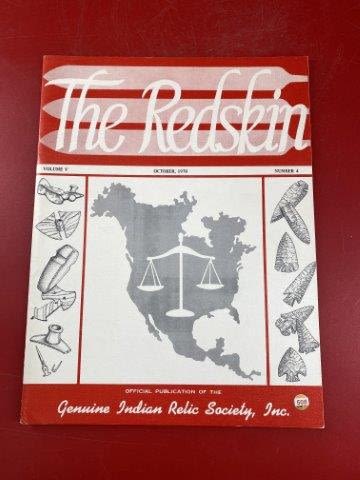 The Redskin
VOLUME V OCTOBER, 1970 NUMBER 4
OFFICIAL PUBLICATION OF THE
Genuine Indian Relic Society, Inc.